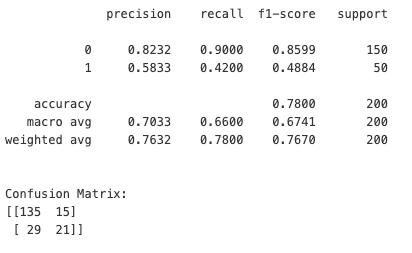 precision recall f1-score support
0 0.8232 0.9000 0.8599 150
1 0.5833 0.4200 0.4884 50
accuracy 0.7800 200
macro avg 0.7033 0.6600 0.6741 200
weighted avg 0.7632 0.7800 0.7670 200
Confusion Matrix:
[[135 15]
[ 29 21]]